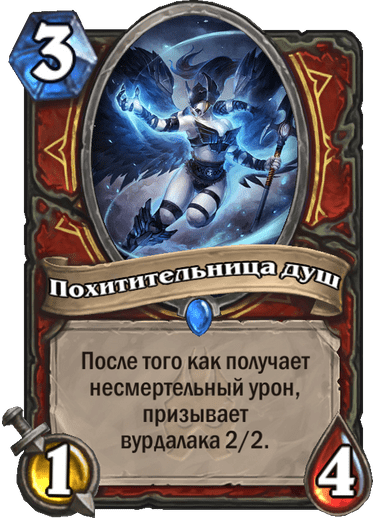 3
Похитительница душ
После того как получает
несмертельный урон,
призывает
вурдалака 2/2.
1
4